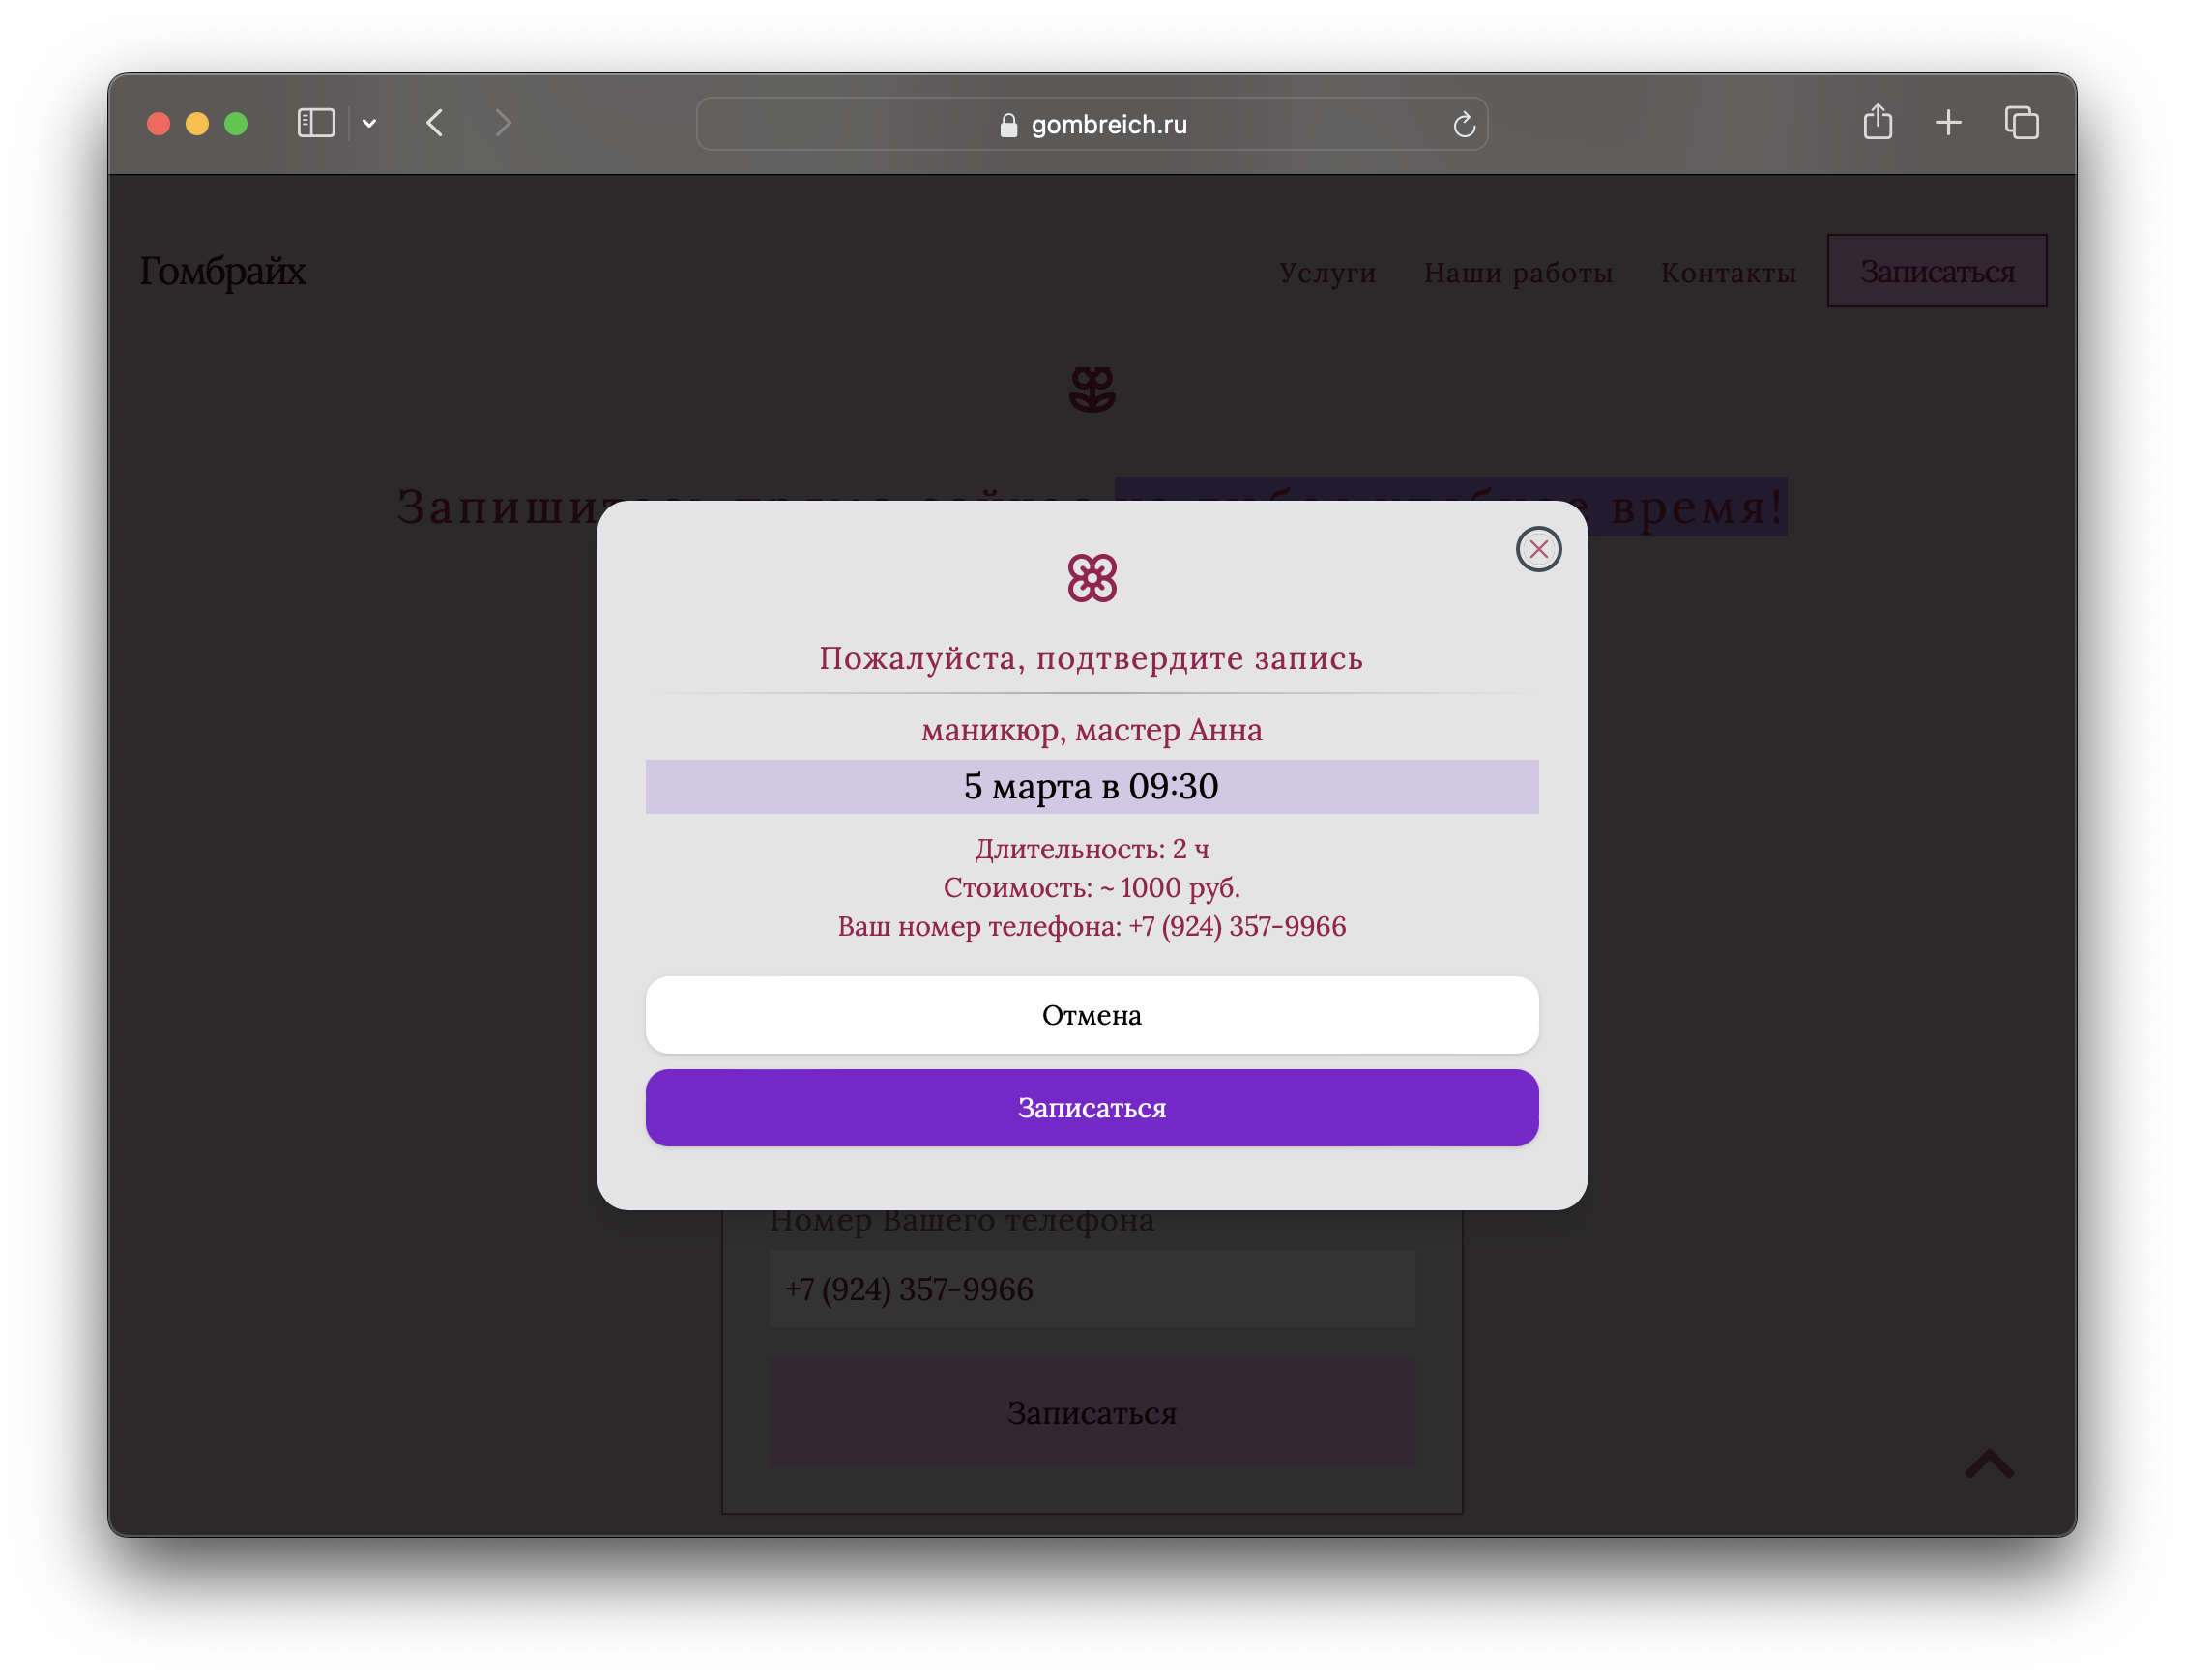 gombreich.ru
Гомбрайх
Услуги Наши работы Контакты Записаться
время!
Пожалуйста, подтвердите запись
маникюр, мастер Анна
5 марта в 09:30
Длительность: 2 ч
Стоимость: ~ 1000 руб.
Ваш номер телефона: +7 (924) 357-9966
Отмена
Записаться
Номер Вашего телефона
+7 (924) 357-9966
Записаться